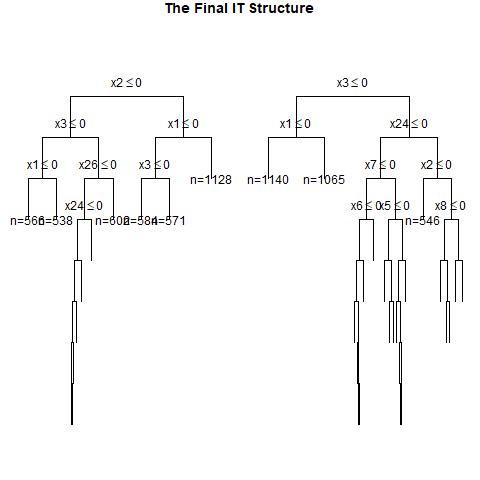 The Final IT Structure
x2 ≤ 0
x3 ≤ 0
x3 ≤ 0
x1 ≤ 0
x1 ≤ 0
x24 ≤ 0
x1 ≤ 0
x26 ≤ 0
x3 ≤ 0
n=1128
n=1140
n=1065
x7 ≤ 0
x2 ≤ 0
x24 ≤ 0
x6 ≤ 0
x5 ≤ 0
x8 ≤ 0
n=566
n=538
n=602
n=584
n=571
n=546